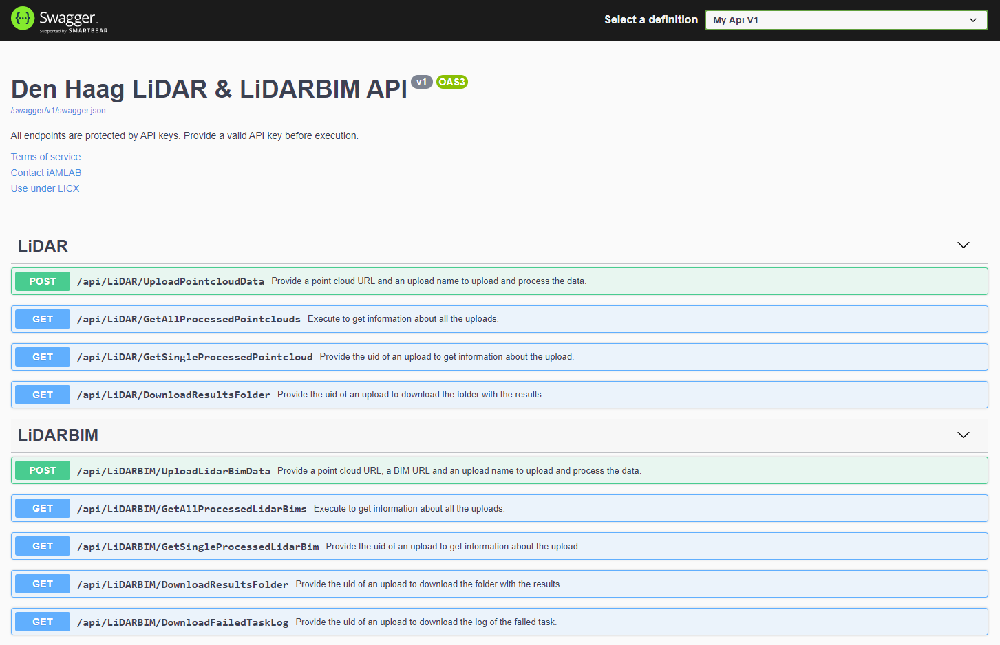 Swagger.
Supported by SMARTBEAR
Select a definition
My Api V1
Den Haag LiDAR & LiDARBIM API v1 OAS3
/swagger/v1/swagger.json
All endpoints are protected by API keys. Provide a valid API key before execution.
Terms of service
Contact iAMLAB
Use under LICX
LiDAR
POST /api/LiDAR/UploadPointcloudData Provide a point cloud URL and an upload name to upload and process the data.
GET /api/LiDAR/GetAllProcessedPointclouds Execute to get information about all the uploads.
GET /api/LiDAR/GetSingleProcessedPointcloud Provide the uid of an upload to get information about the upload.
GET /api/LiDAR/DownloadResultsFolder Provide the uid of an upload to download the folder with the results.
LiDARBIM
POST /api/LiDARBIM/UploadLidarBimData Provide a point cloud URL, a BIM URL and an upload name to upload and process the data.
GET /api/LiDARBIM/GetAllProcessedLidarBims Execute to get information about all the uploads.
GET /api/LiDARBIM/GetSingleProcessedLidarBim Provide the uid of an upload to get information about the upload.
GET /api/LiDARBIM/DownloadResultsFolder Provide the uid of an upload to download the folder with the results.
GET /api/LiDARBIM/DownloadFailedTaskLog Provide the uid of an upload to download the log of the failed task.